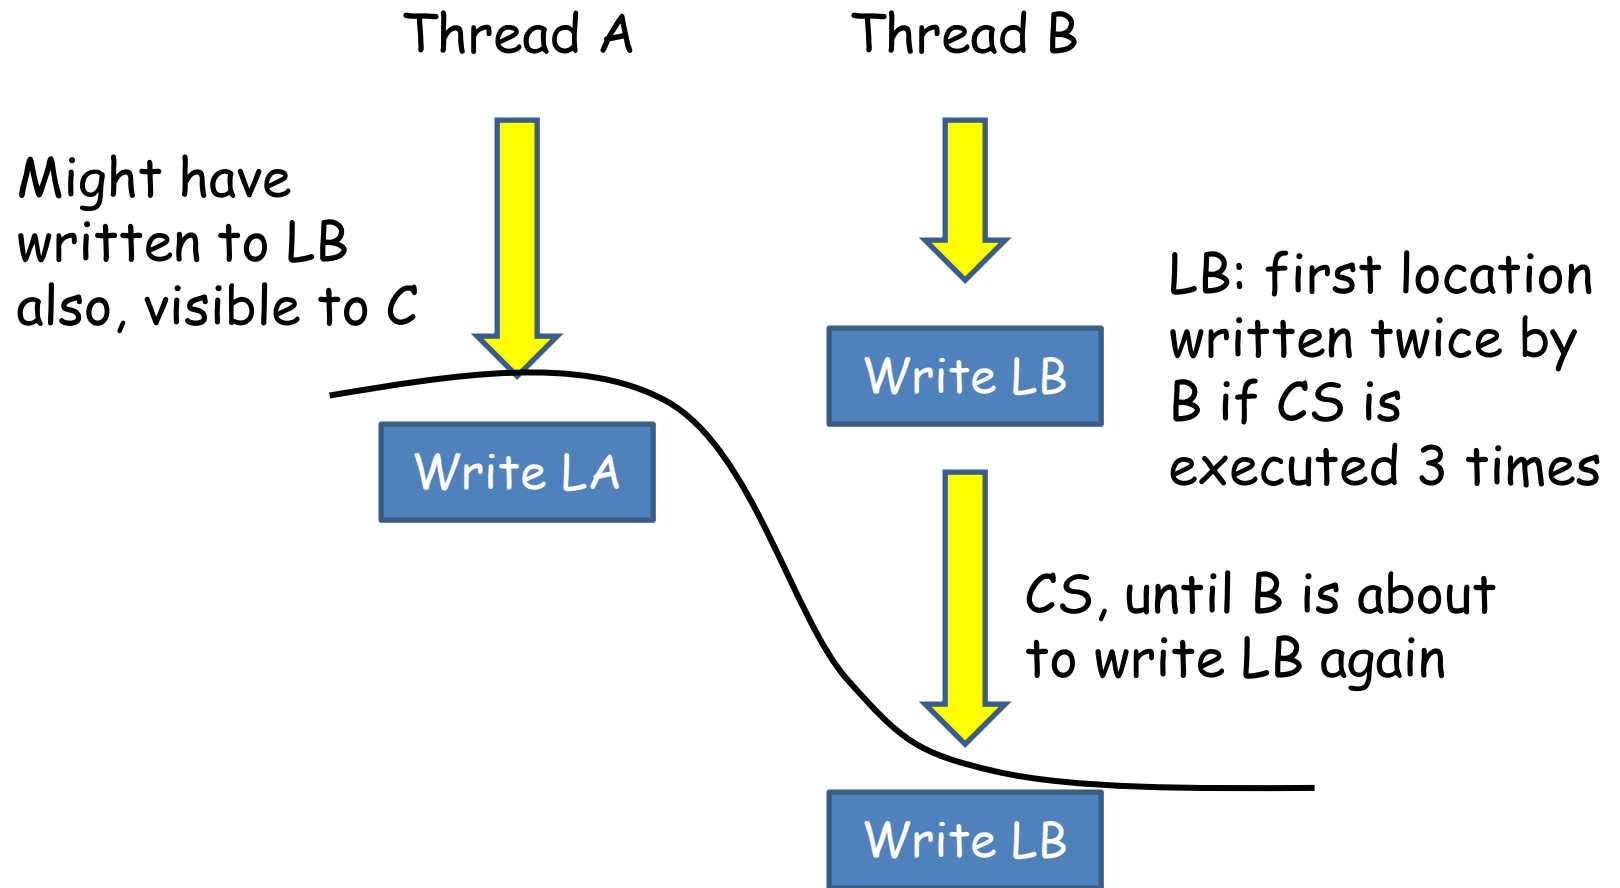 Thread A
Thread B
Might have
written to LB
also, visible to C
Write LA
Write LB
LB: first location
written twice by
B if CS is
executed 3 times
CS, until B is about
to write LB again
Write LB